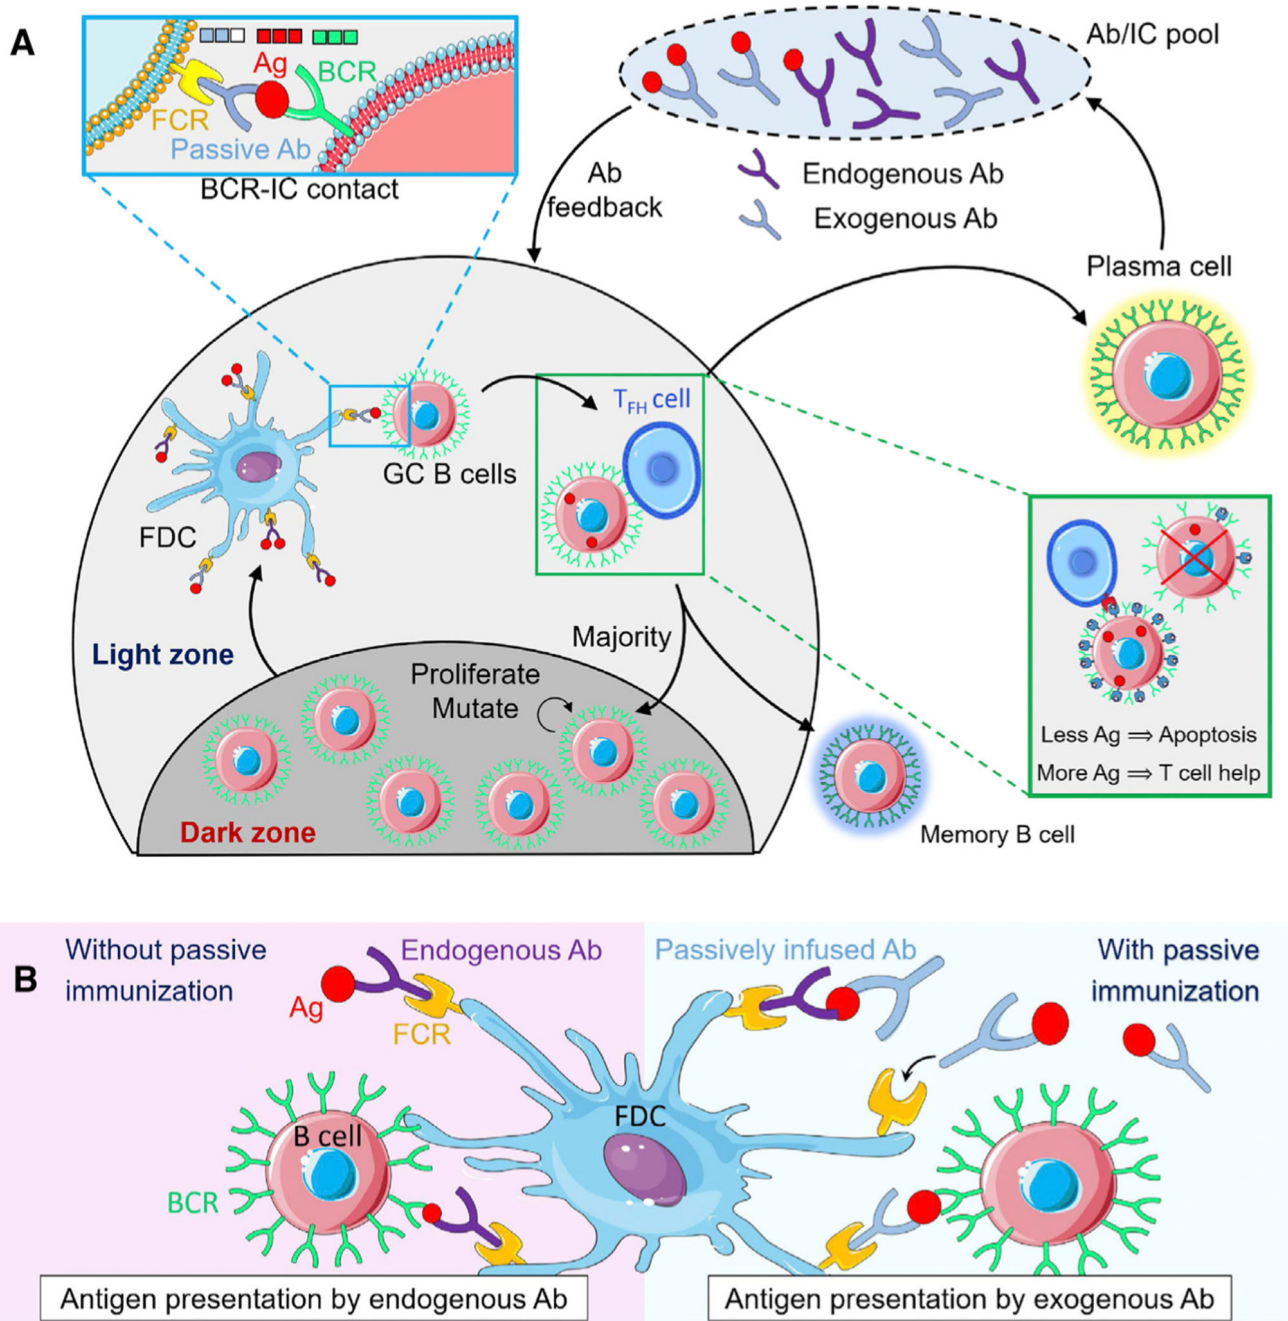 A
Ag
BCR
FCR
Passive Ab
BCR-IC contact
Ab/IC pool
Endogenous Ab
Exogenous Ab
Ab
feedback
Plasma cell
TFH cell
GC B cells
FDC
Light zone
Majority
Proliferate
Mutate
Dark zone
Memory B cell
Less Ag ⇒ Apoptosis
More Ag ⇒ T cell help
B
Without passive
immunization
Endogenous Ab
Ag
FCR
B cell
BCR
FDC
Passively infused Ab
With passive
immunization
Antigen presentation by endogenous Ab
Antigen presentation by exogenous Ab